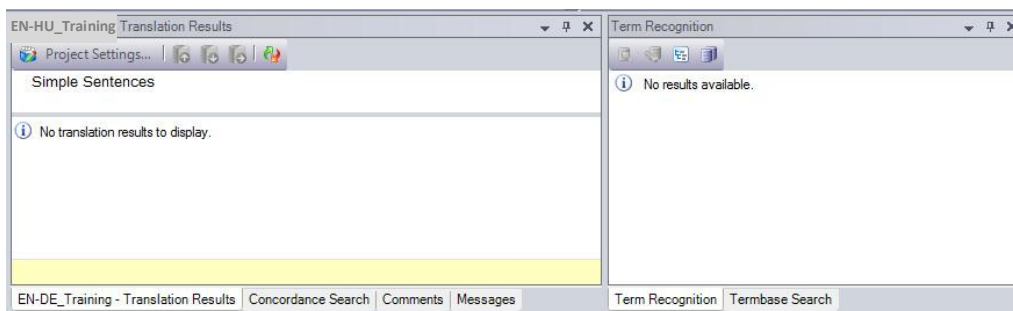 EN-HU_Training Translation Results
Project Settings...
Simple Sentences
No translation results to display.
EN-DE_Training - Translation Results
Concordance Search
Comments
Messages
Term Recognition
No results available.
Term Recognition
Termbase Search